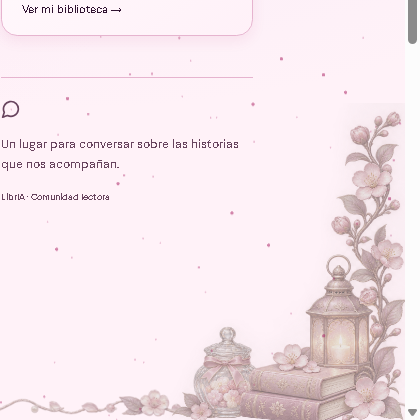 Ver mi biblioteca →
Un lugar para conversar sobre las historias
que nos acompañan.
LibrIA · Comunidad lectora